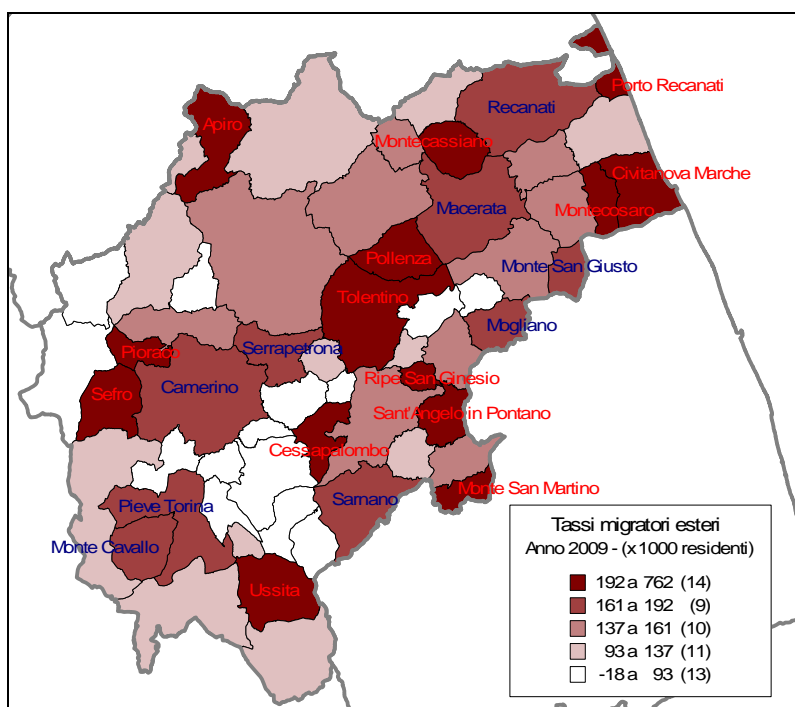 Porto Recanati
Recanati
Apiro
Montecassiano
Civitanova Marche
Macerata
Montecosaro
Pollenza
Monte San Giusto
Tolentino
Mogliano
Serrapetrona
Pioraco
Ripe San Ginesio
Camerino
Sefro
Sant'Angelo in Pontano
Cessapalombo
Monte San Martino
Sarnano
Pieve Torina
Monte Cavallo
Ussita
Tassi migratori esteri
Anno 2009 - (x 1000 residenti)
192 a 762 (14)
161 a 192 (9)
137 a 161 (10)
93 a 137 (11)
-18 a 93 (13)